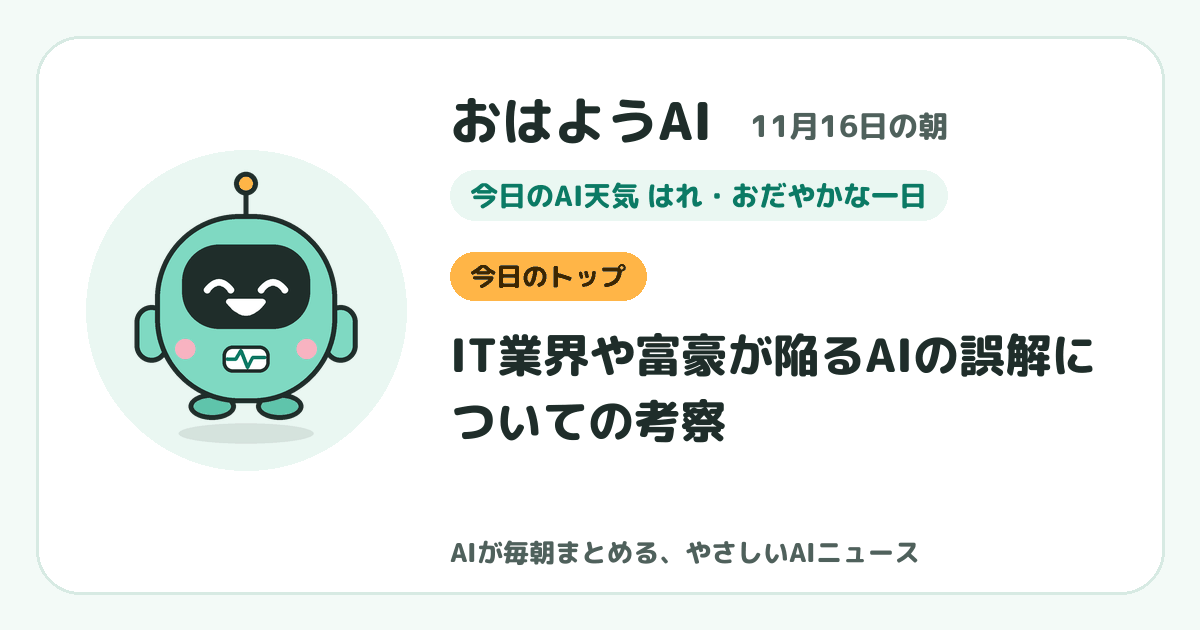 おはようAI 11月16日の朝
今日のAI天気 はれ・おだやかな一日
今日のトップ
IT業界や富豪が陥るAIの誤解に
ついての考察
AIが毎朝まとめる、やさしいAIニュース